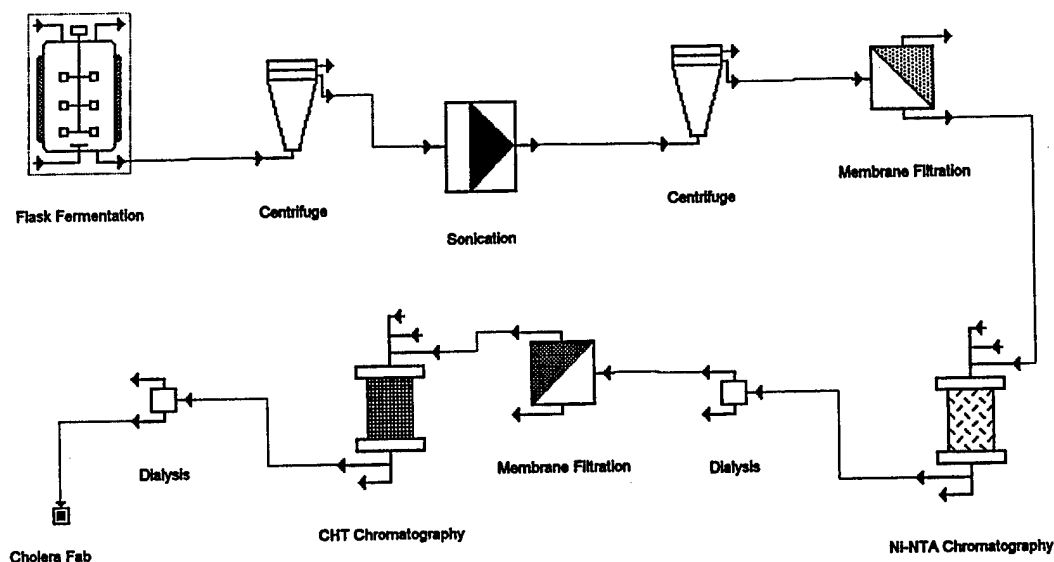 Flask Fermentation
Centrifuge
Sonication
Centrifuge
Membrane Filtration
Ni-NTA Chromatography
Dialysis
Membrane Filtration
CHT Chromatography
Dialysis
Cholera Fab